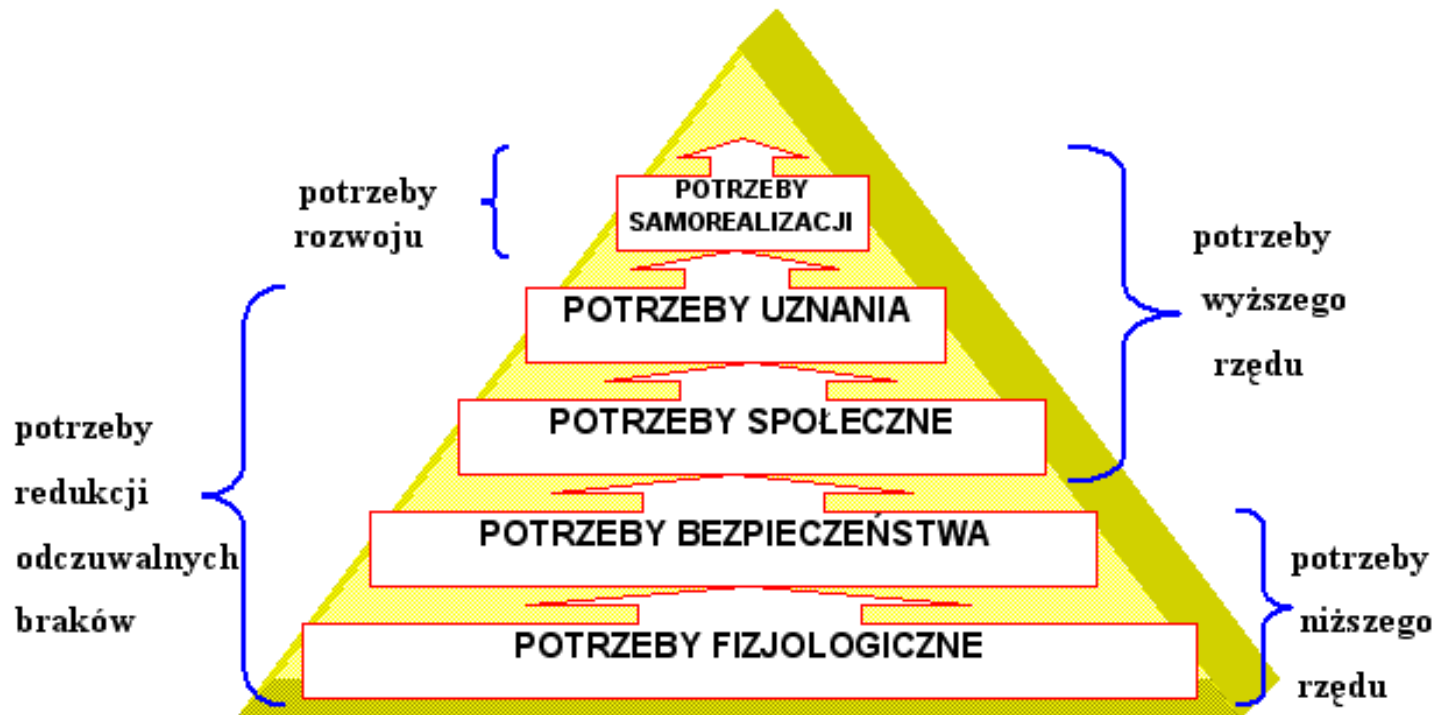 potrzeby
rozwoju
POTRZEBY
SAMOREALIZACJI
POTRZEBY UZNANIA
POTRZEBY SPOŁECZNE
POTRZEBY BEZPIECZEŃSTWA
POTRZEBY FIZJOLOGICZNE
potrzeby
redukcji
odczuwalnych
braków
potrzeby
wyższego
rzędu
potrzeby
niższego
rzędu